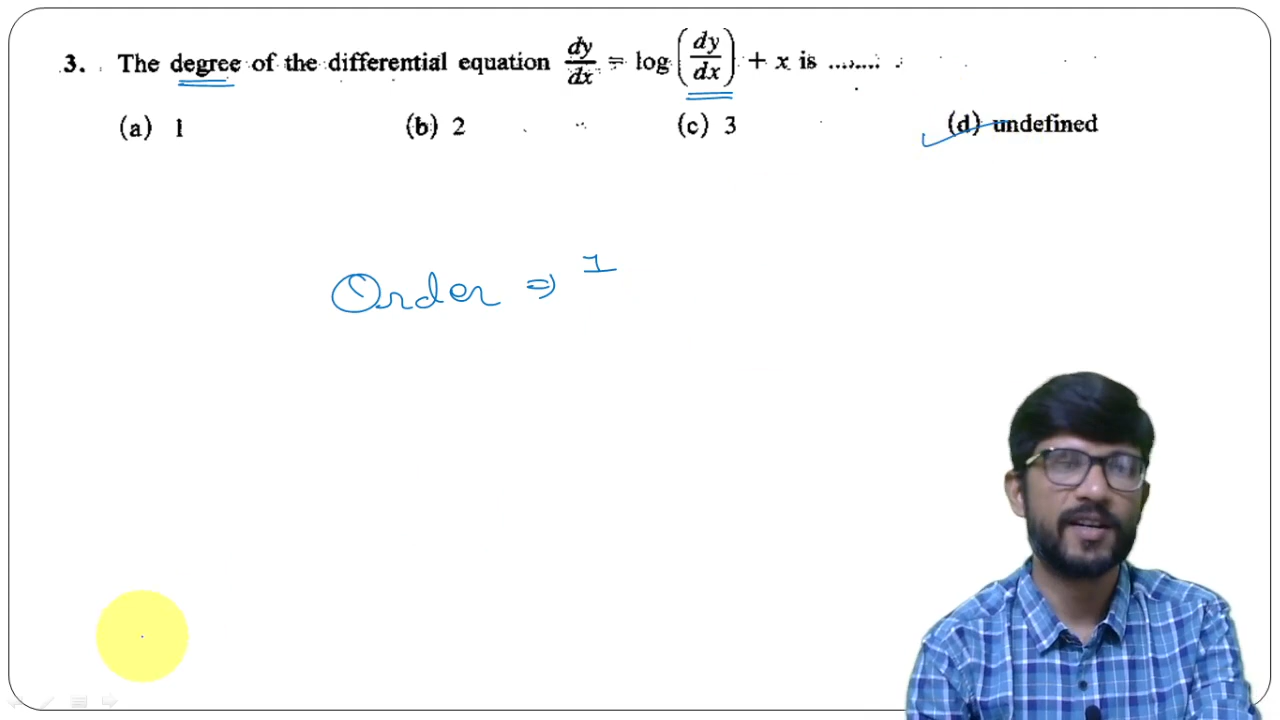 3. The degree of the differential equation dy/dx = log(dy/dx) + x is ........
(a) 1 (b) 2 (c) 3 (d) undefined
Order ⇒ 1